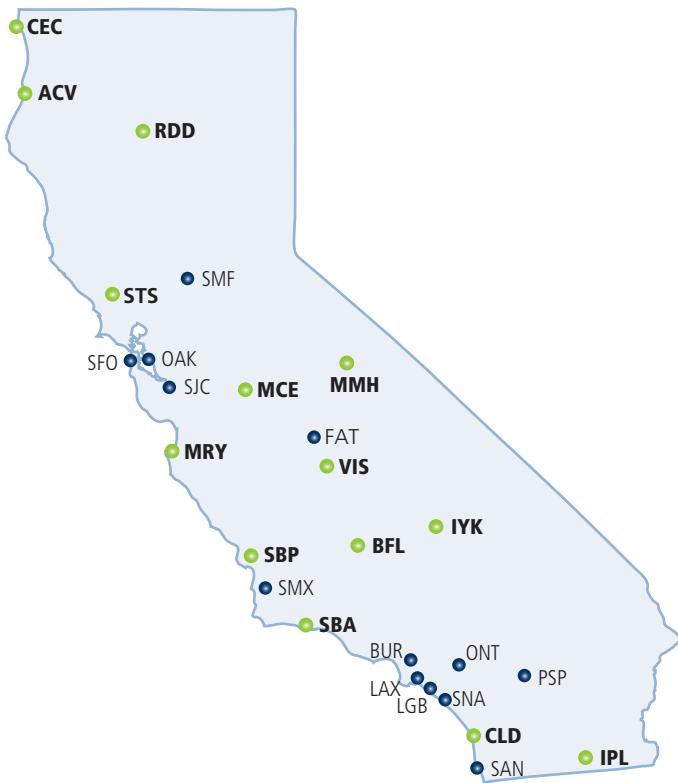 CEC
ACV
RDD
SMF
STS
SFO
OAK
SJC
MCE
MMH
FAT
MRY
VIS
IYK
BFL
SBP
SMX
SBA
BUR
ONT
PSP
LAX
LGB
SNA
CLD
IPL
SAN